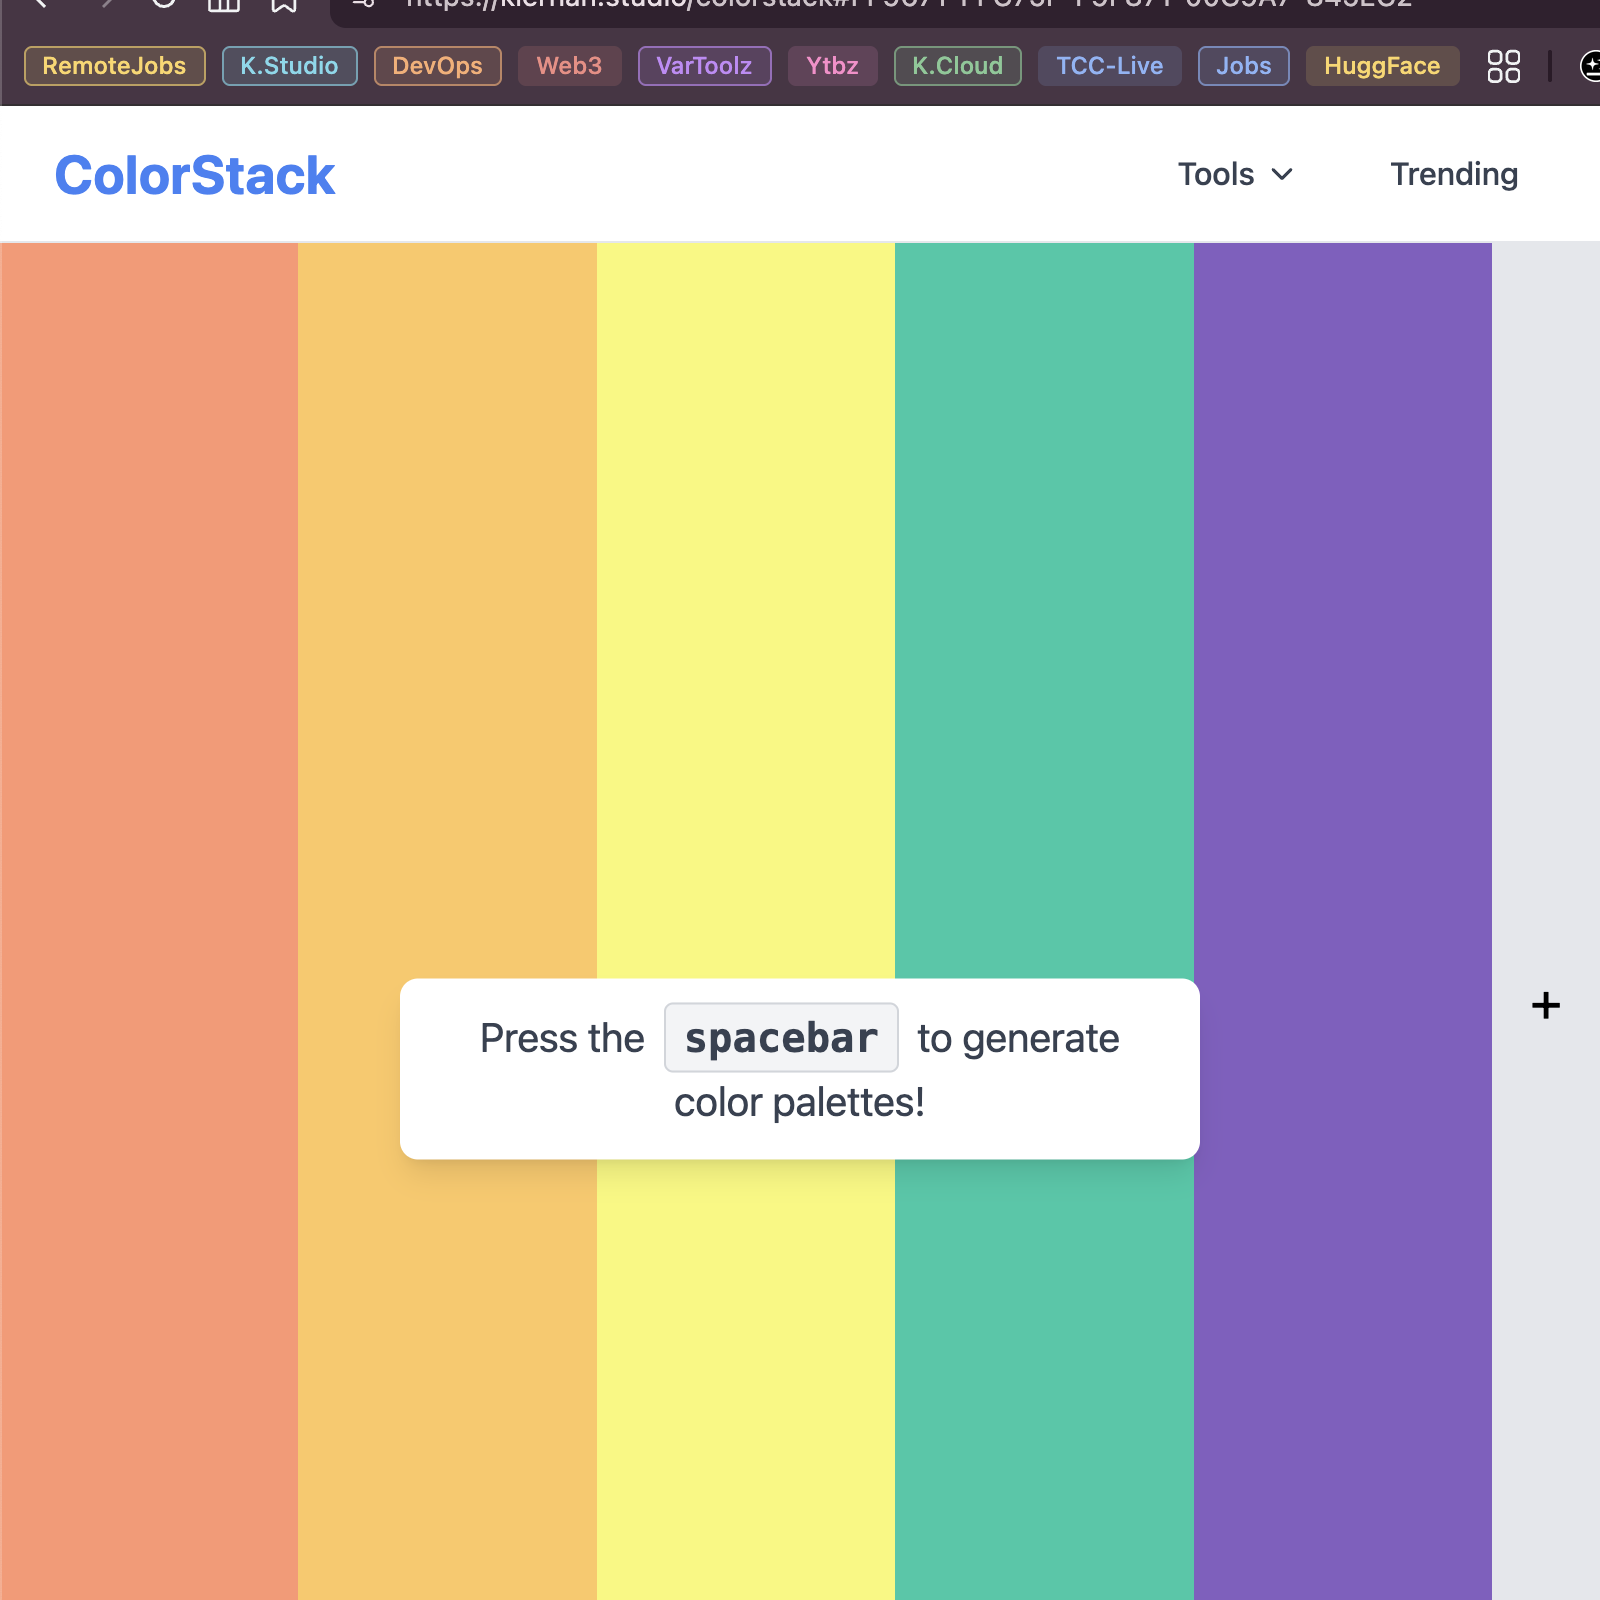 RemoteJobs K.Studio DevOps Web3 VarToolz Ytbz K.Cloud TCC-Live Jobs HuggFace
ColorStack Tools Trending
Press the spacebar to generate
color palettes!